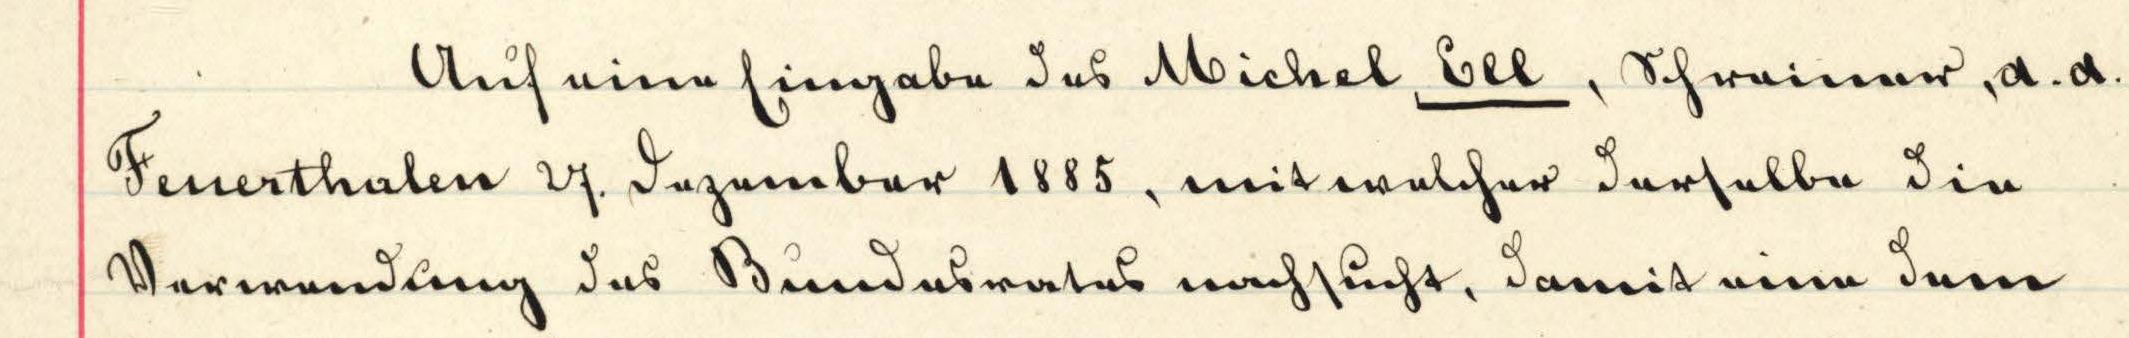 Auf eine Eingabe des Michel Ell, Schreiner, d. d.
Feuerthalen 27. Dezember 1885, mit welcher derselbe die
Verwendung des Bundesrates nachsucht, damit eine dem